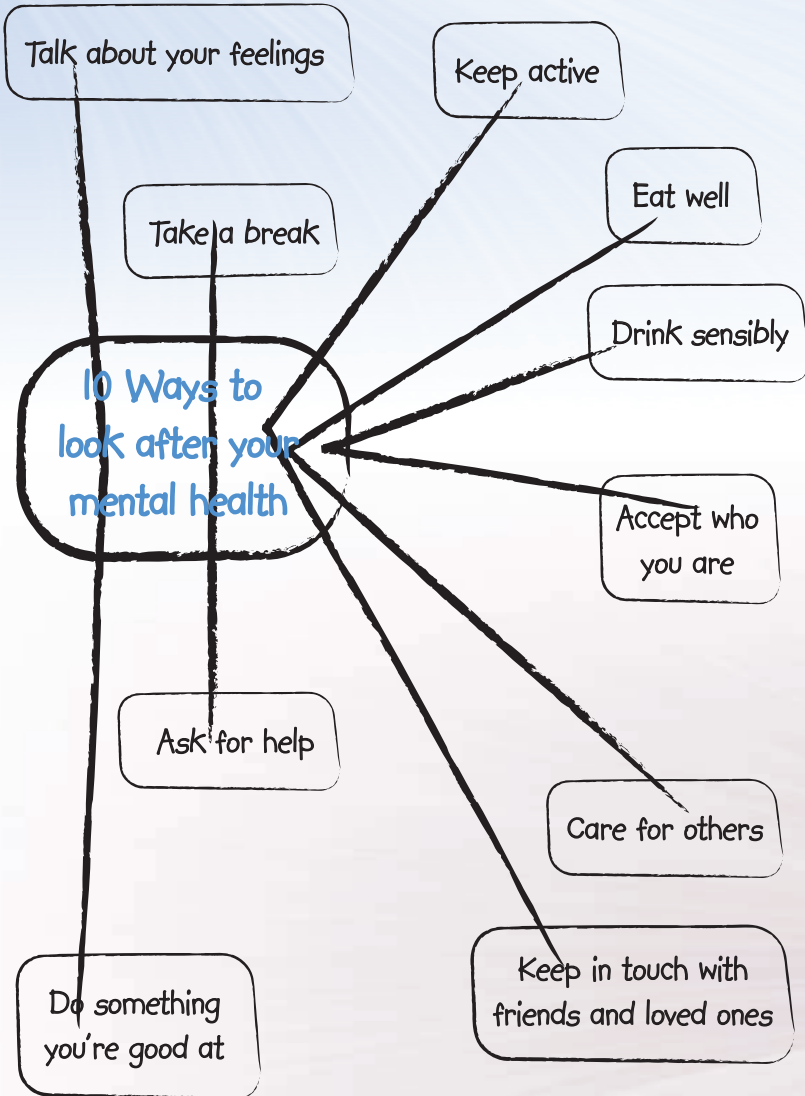 Talk about your feelings
Keep active
Eat well
Take a break
Drink sensibly
10 Ways to
look after your
mental health
Accept who
you are
Ask for help
Care for others
Keep in touch with
friends and loved ones
Do something
you're good at